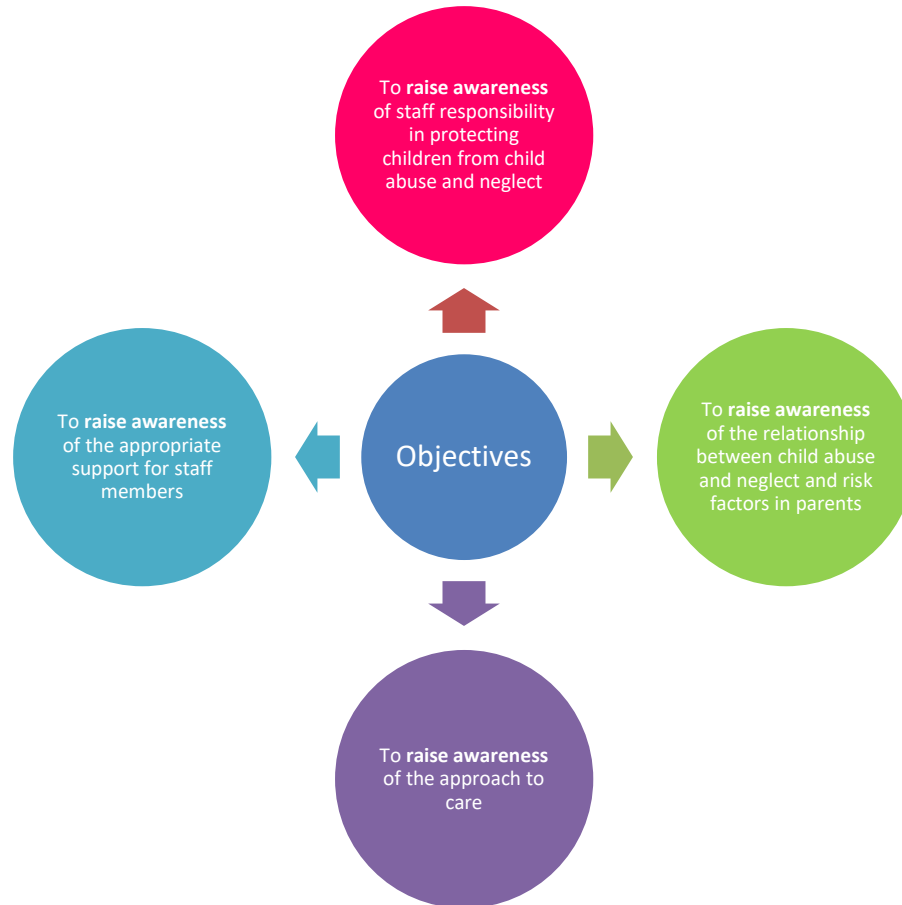 To raise awareness
of staff responsibility
in protecting
children from child
abuse and neglect
To raise awareness
of the appropriate
support for staff
members
Objectives
To raise awareness
of the relationship
between child abuse
and neglect and risk
factors in parents
To raise awareness
of the approach to
care